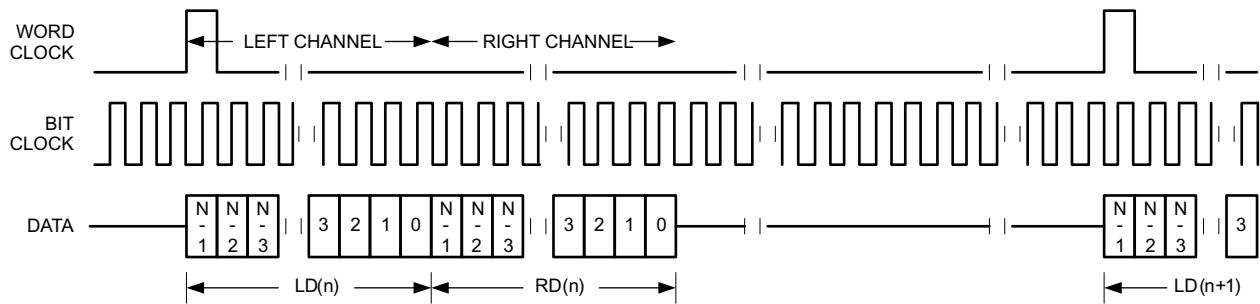 WORD
CLOCK
LEFT CHANNEL
RIGHT CHANNEL
BIT
CLOCK
DATA
N-1 N-2 N-3 3 2 1 0 N-1 N-2 N-3 3 2 1 0 N-1 N-2 N-3 3
LD(n) RD(n) LD(n+1)